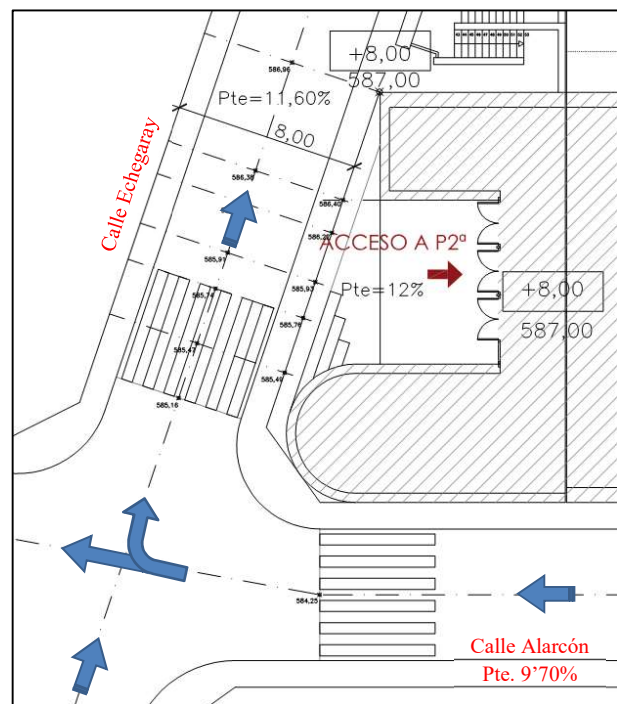 +8,00
587,00
586,96
Pte=11,60%
8,00
Calle Echegaray
586,38
586,40
586,22
ACCESO A P2ª
585,91
585,93
Pte=12%
+8,00
587,00
585,74
585,76
585,47
585,49
585,16
584,25
Calle Alarcón
Pte. 9'70%